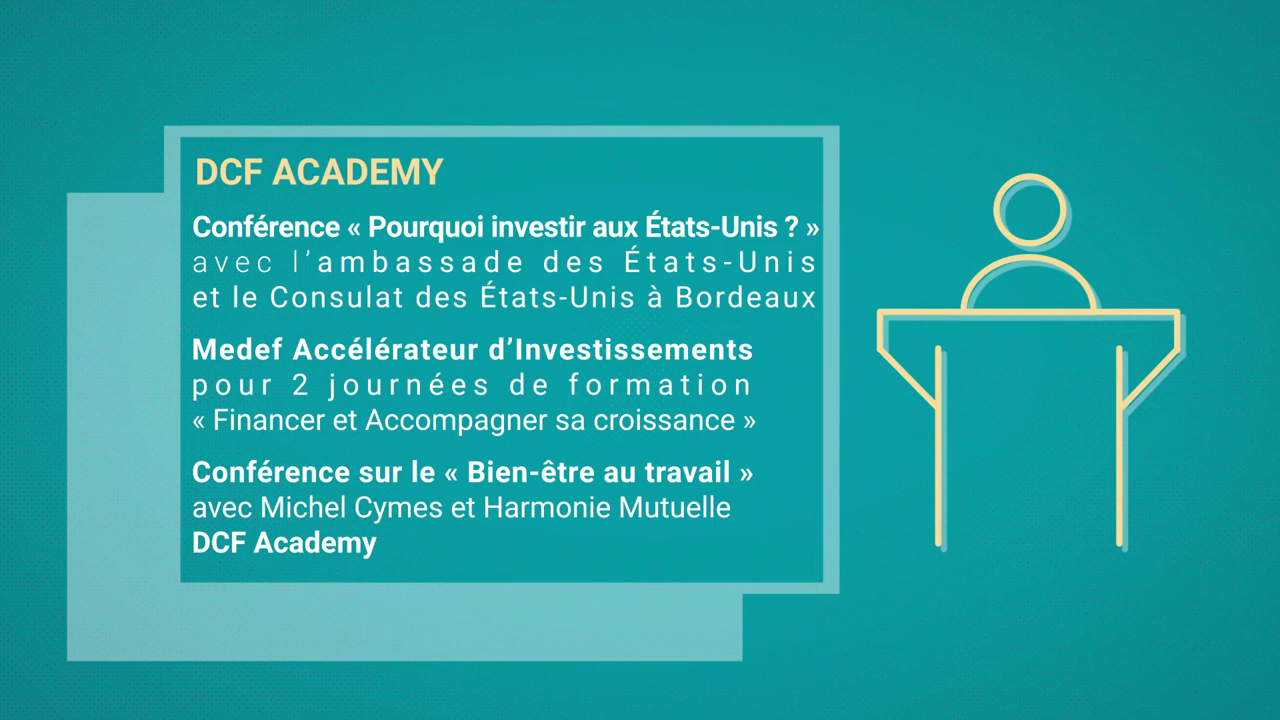 DCF ACADEMY
Conférence « Pourquoi investir aux États-Unis ? »
avec l’ambassade des États-Unis
et le Consulat des États-Unis à Bordeaux
Medef Accélérateur d’Investissements
pour 2 journées de formation
« Financer et Accompagner sa croissance »
Conférence sur le « Bien-être au travail »
avec Michel Cymes et Harmonie Mutuelle
DCF Academy